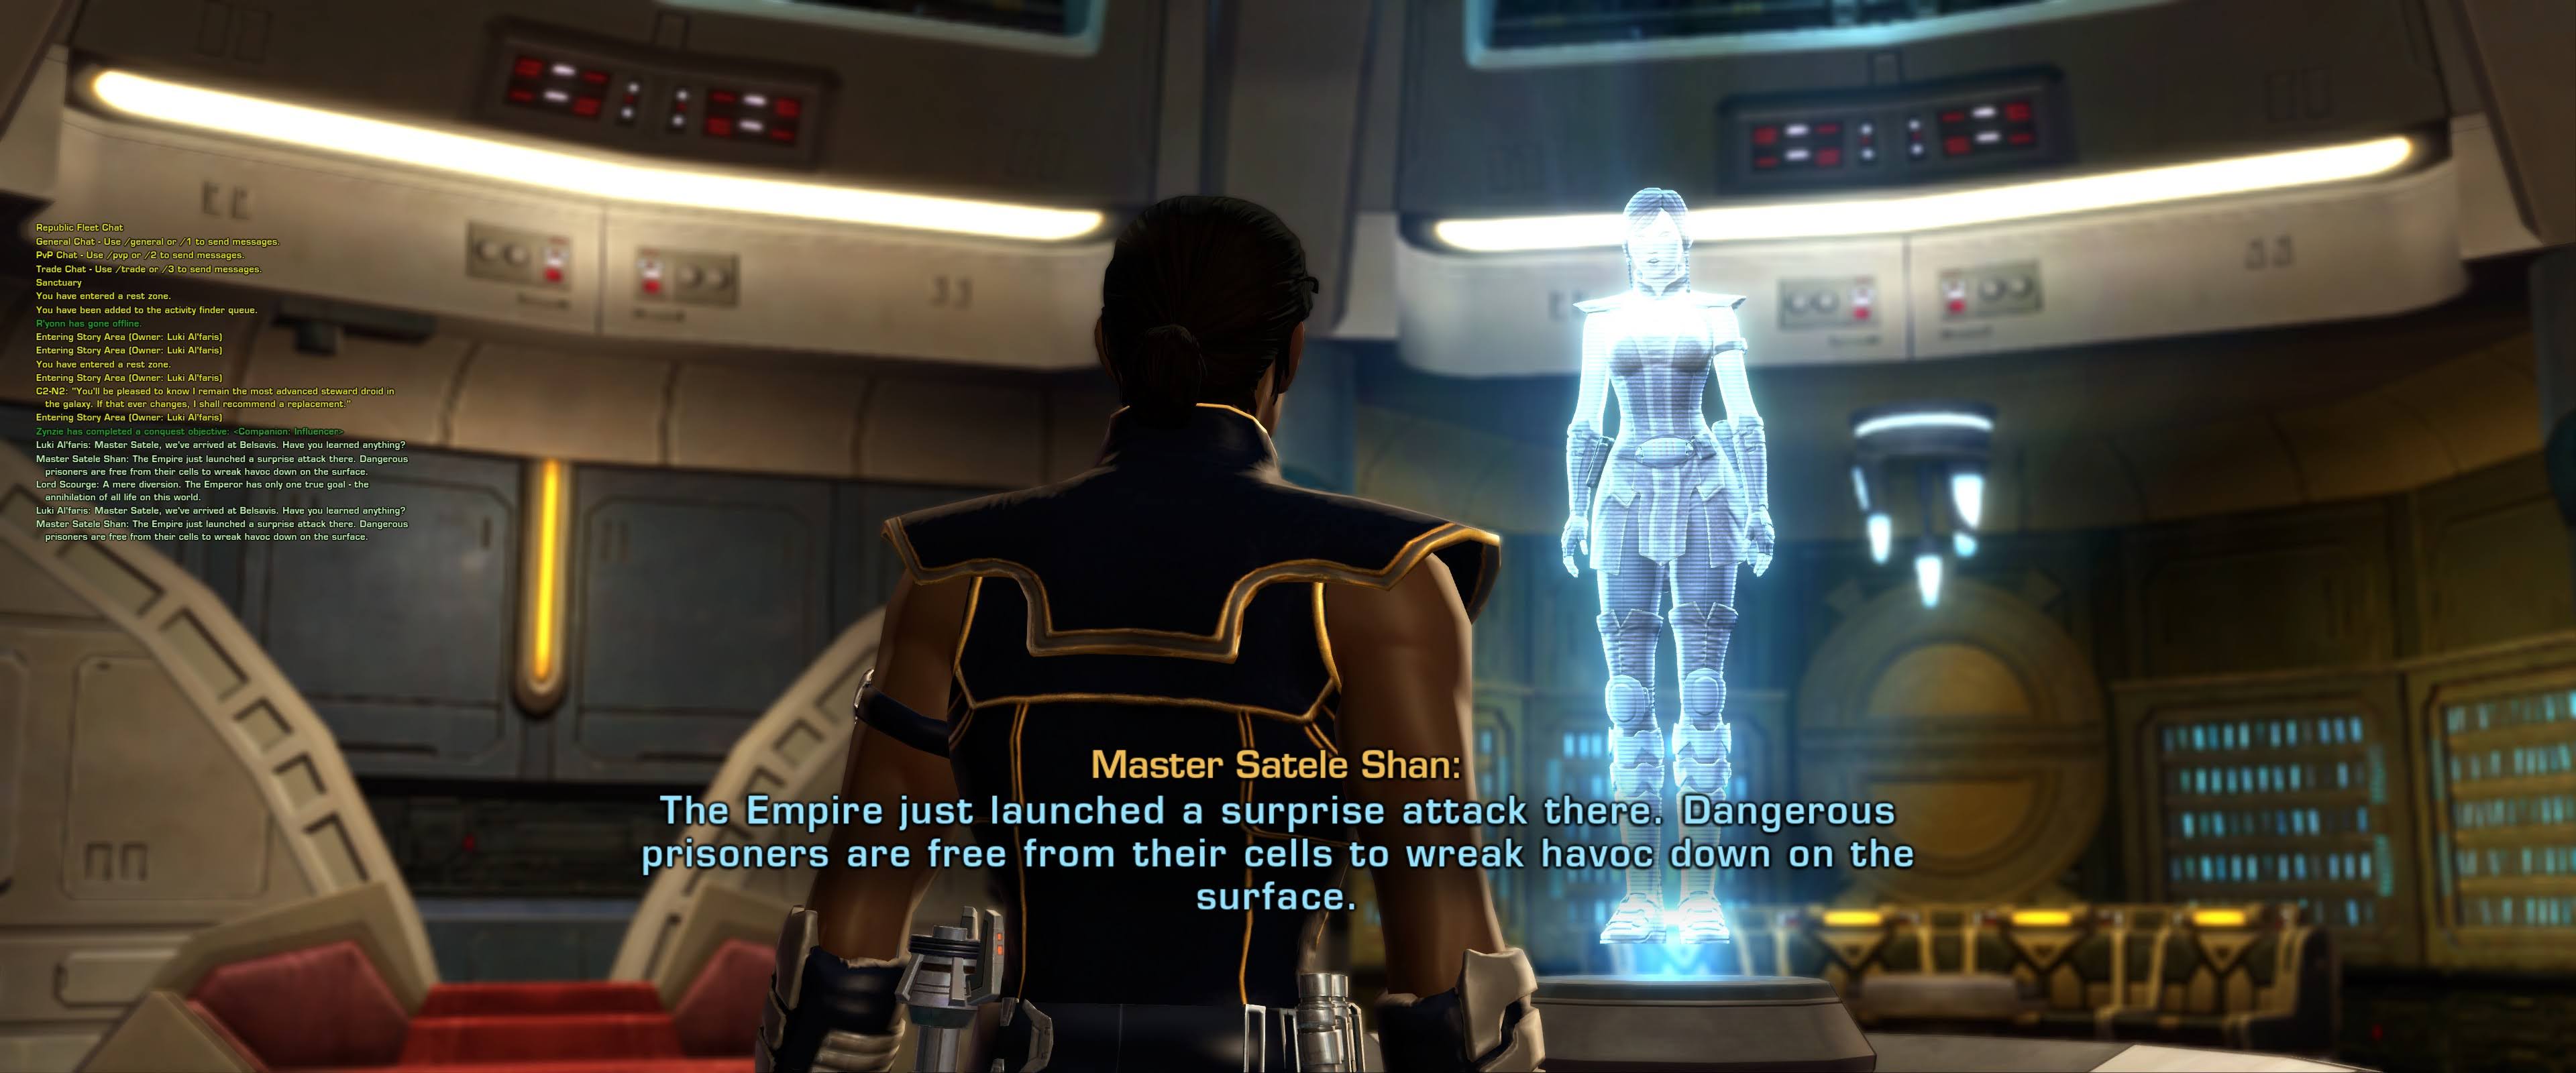 Republic Fleet Chat
General Chat - Use /general or /1 to send messages.
PvP Chat - Use /pvp or /2 to send messages.
Trade Chat - Use /trade or /3 to send messages.
Sanctuary
You have entered a rest zone.
You have been added to the activity finder queue.
R'yonn has gone offline.
Entering Story Area (Owner: Luki Al'faris)
Entering Story Area (Owner: Luki Al'faris)
You have entered a rest zone.
Entering Story Area (Owner: Luki Al'faris)
C2-N2: "You'll be pleased to know I remain the most advanced steward droid in
the galaxy. If that ever changes, I shall recommend a replacement."
Entering Story Area (Owner: Luki Al'faris)
Zynzie has completed a conquest objective: <Companion: Influencer>
Luki Al'faris: Master Satele, we've arrived at Belsavis. Have you learned anything?
Master Satele Shan: The Empire just launched a surprise attack there. Dangerous
prisoners are free from their cells to wreak havoc down on the surface.
Lord Scourge: A mere diversion. The Emperor has only one true goal - the
annihilation of all life on this world.
Luki Al'faris: Master Satele, we've arrived at Belsavis. Have you learned anything?
Master Satele Shan: The Empire just launched a surprise attack there. Dangerous
prisoners are free from their cells to wreak havoc down on the surface.
Master Satele Shan:
The Empire just launched a surprise attack there. Dangerous
prisoners are free from their cells to wreak havoc down on the
surface.